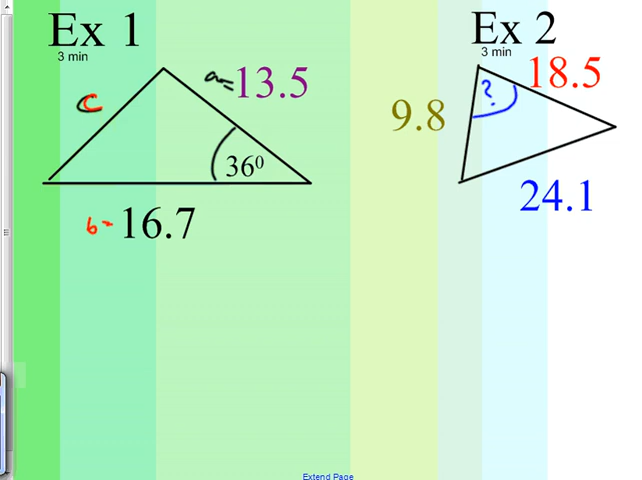 Ex 1
3 min
c
a=13.5
36⁰
b=16.7
Ex 2
3 min
18.5
?
9.8
24.1
Extend Page